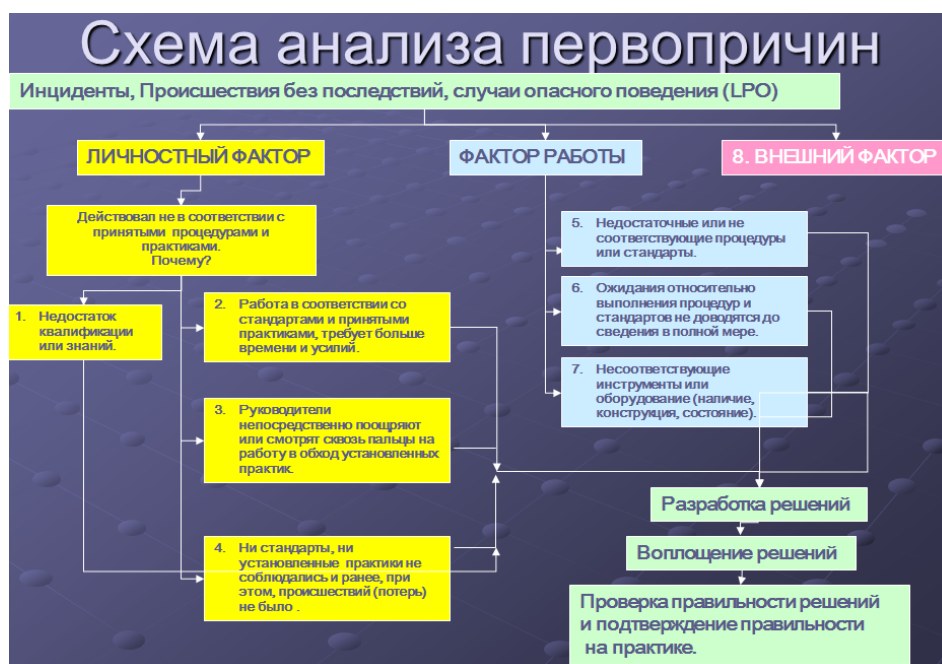 Схема анализа первопричин
Инциденты, Происшествия без последствий, случаи опасного поведения (LPO)
ЛИЧНОСТНЫЙ ФАКТОР
ФАКТОР РАБОТЫ
8. ВНЕШНИЙ ФАКТОР
Действовал не в соответствии с
принятыми процедурами и
практиками.
Почему?
1. Недостаток
квалификации
или знаний.
2. Работа в соответствии со
стандартами и принятыми
практиками, требует больше
времени и усилий.
3. Руководители
непосредственно поощряют
или смотрят сквозь пальцы на
работу в обход установленных
практик.
4. Ни стандарты, ни
установленные практики не
соблюдались и ранее, при
этом, происшествий (потерь)
не было .
5. Недостаточные или не
соответствующие процедуры
или стандарты.
6. Ожидания относительно
выполнения процедур и
стандартов не доводятся до
сведения в полной мере.
7. Несоответствующие
инструменты или
оборудование (наличие,
конструкция, состояние).
Разработка решений
Воплощение решений
Проверка правильности решений
и подтверждение правильности
на практике.